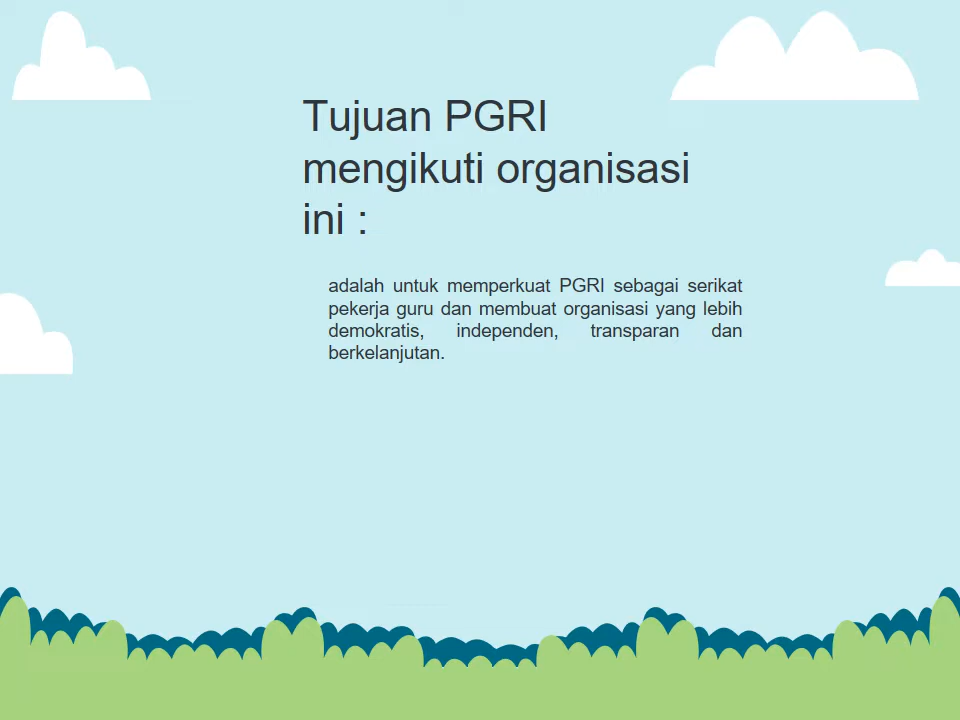 Tujuan PGRI
mengikuti organisasi
ini :
adalah untuk memperkuat PGRI sebagai serikat
pekerja guru dan membuat organisasi yang lebih
demokratis, independen, transparan dan
berkelanjutan.